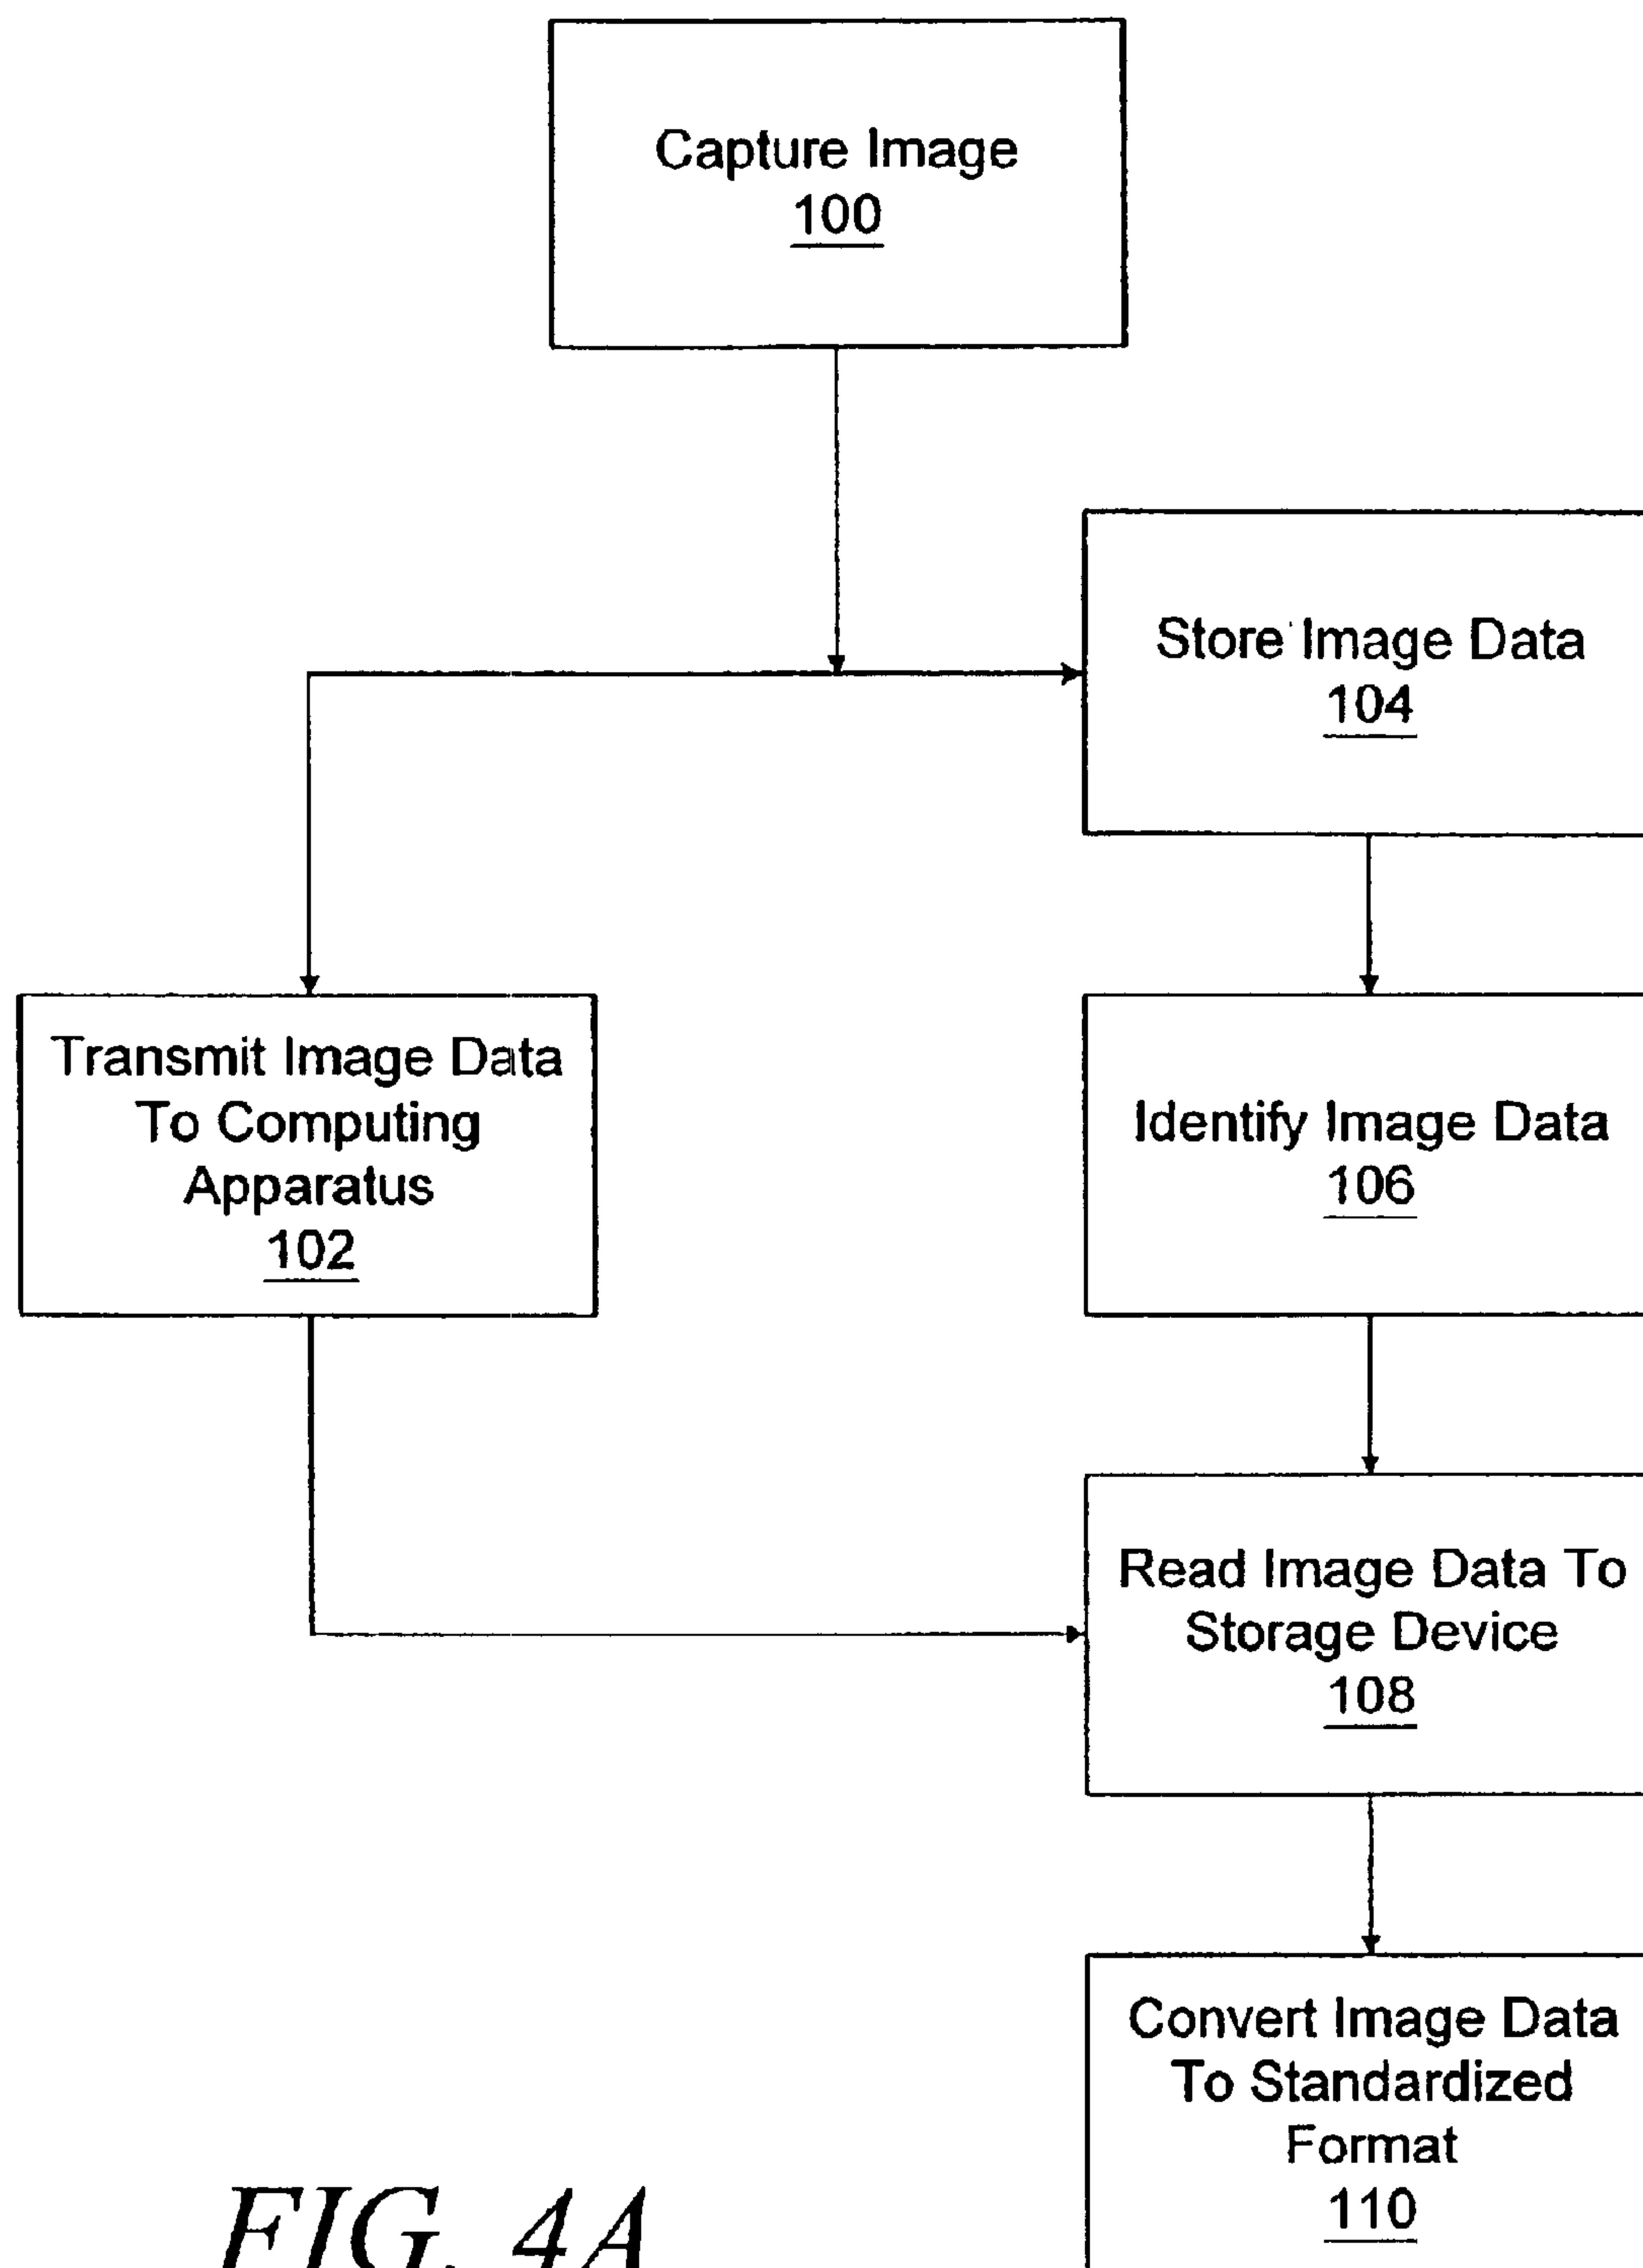 Capture Image
100
Store Image Data
104
Transmit Image Data
To Computing
Apparatus
102
Identify Image Data
106
Read Image Data To
Storage Device
108
Convert Image Data
To Standardized
Format
110
FIG. 4A